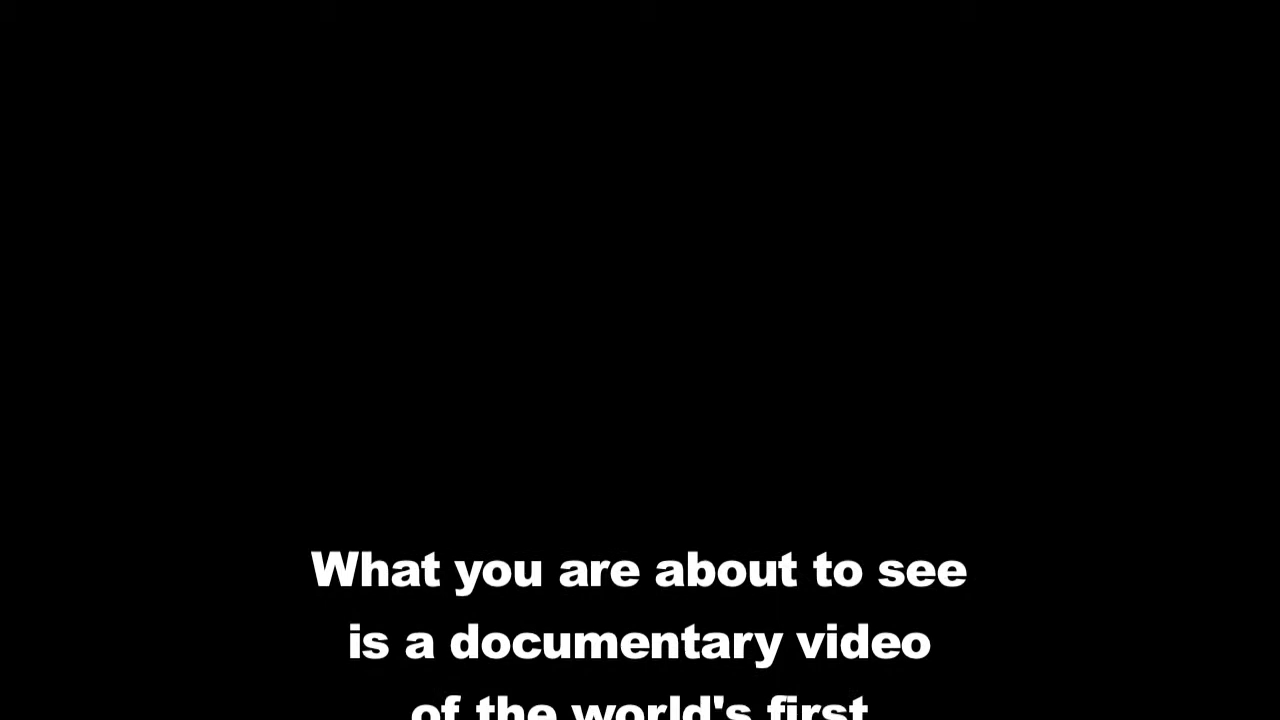 What you are about to see
is a documentary video
of the world's first